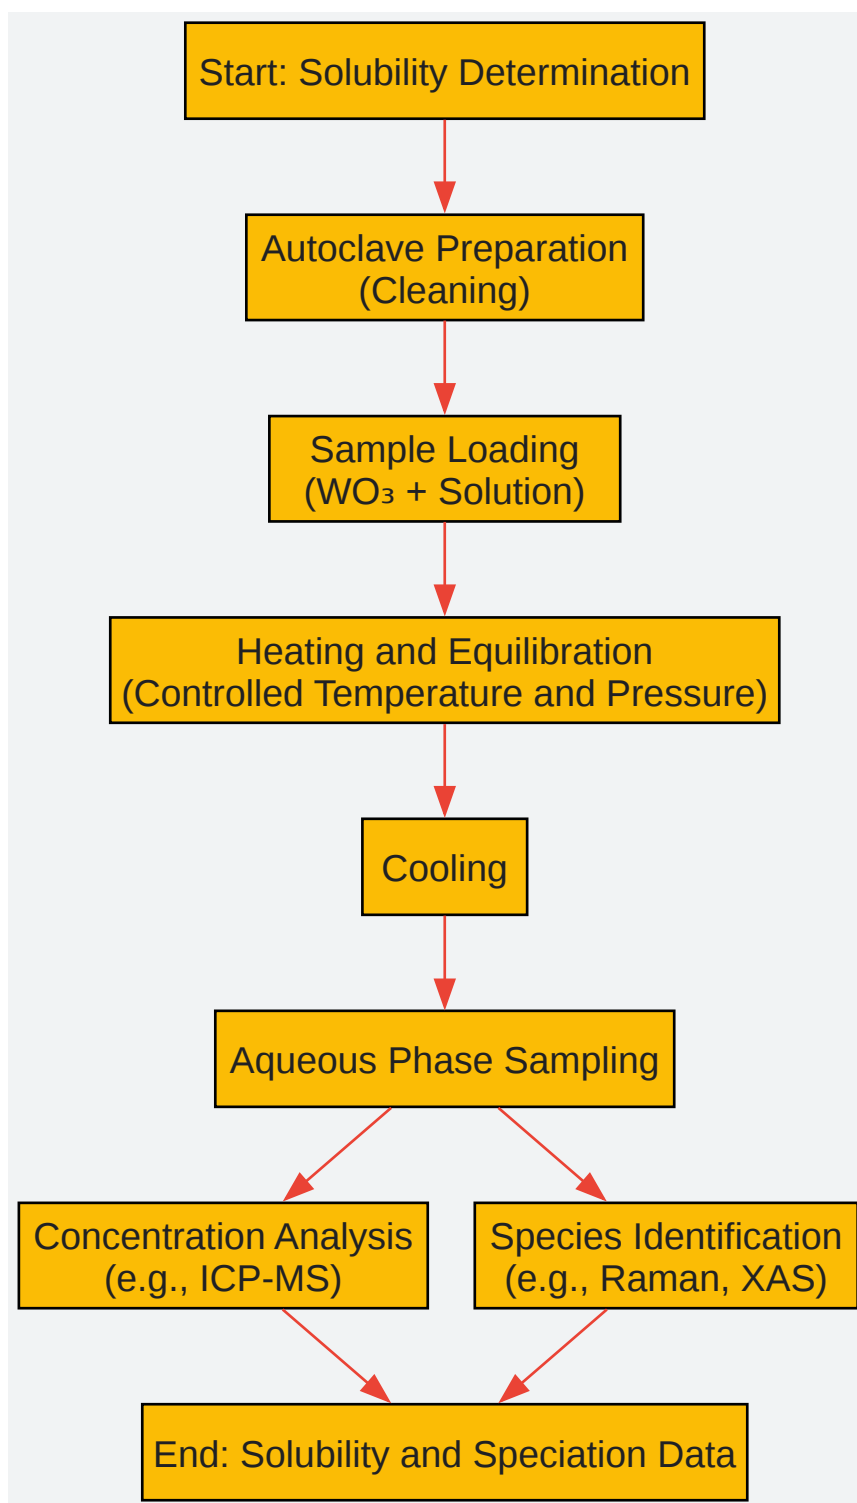 Start: Solubility Determination
Autoclave Preparation
(Cleaning)
Sample Loading
(WO₃ + Solution)
Heating and Equilibration
(Controlled Temperature and Pressure)
Cooling
Aqueous Phase Sampling
Concentration Analysis
(e.g., ICP-MS)
Species Identification
(e.g., Raman, XAS)
End: Solubility and Speciation Data